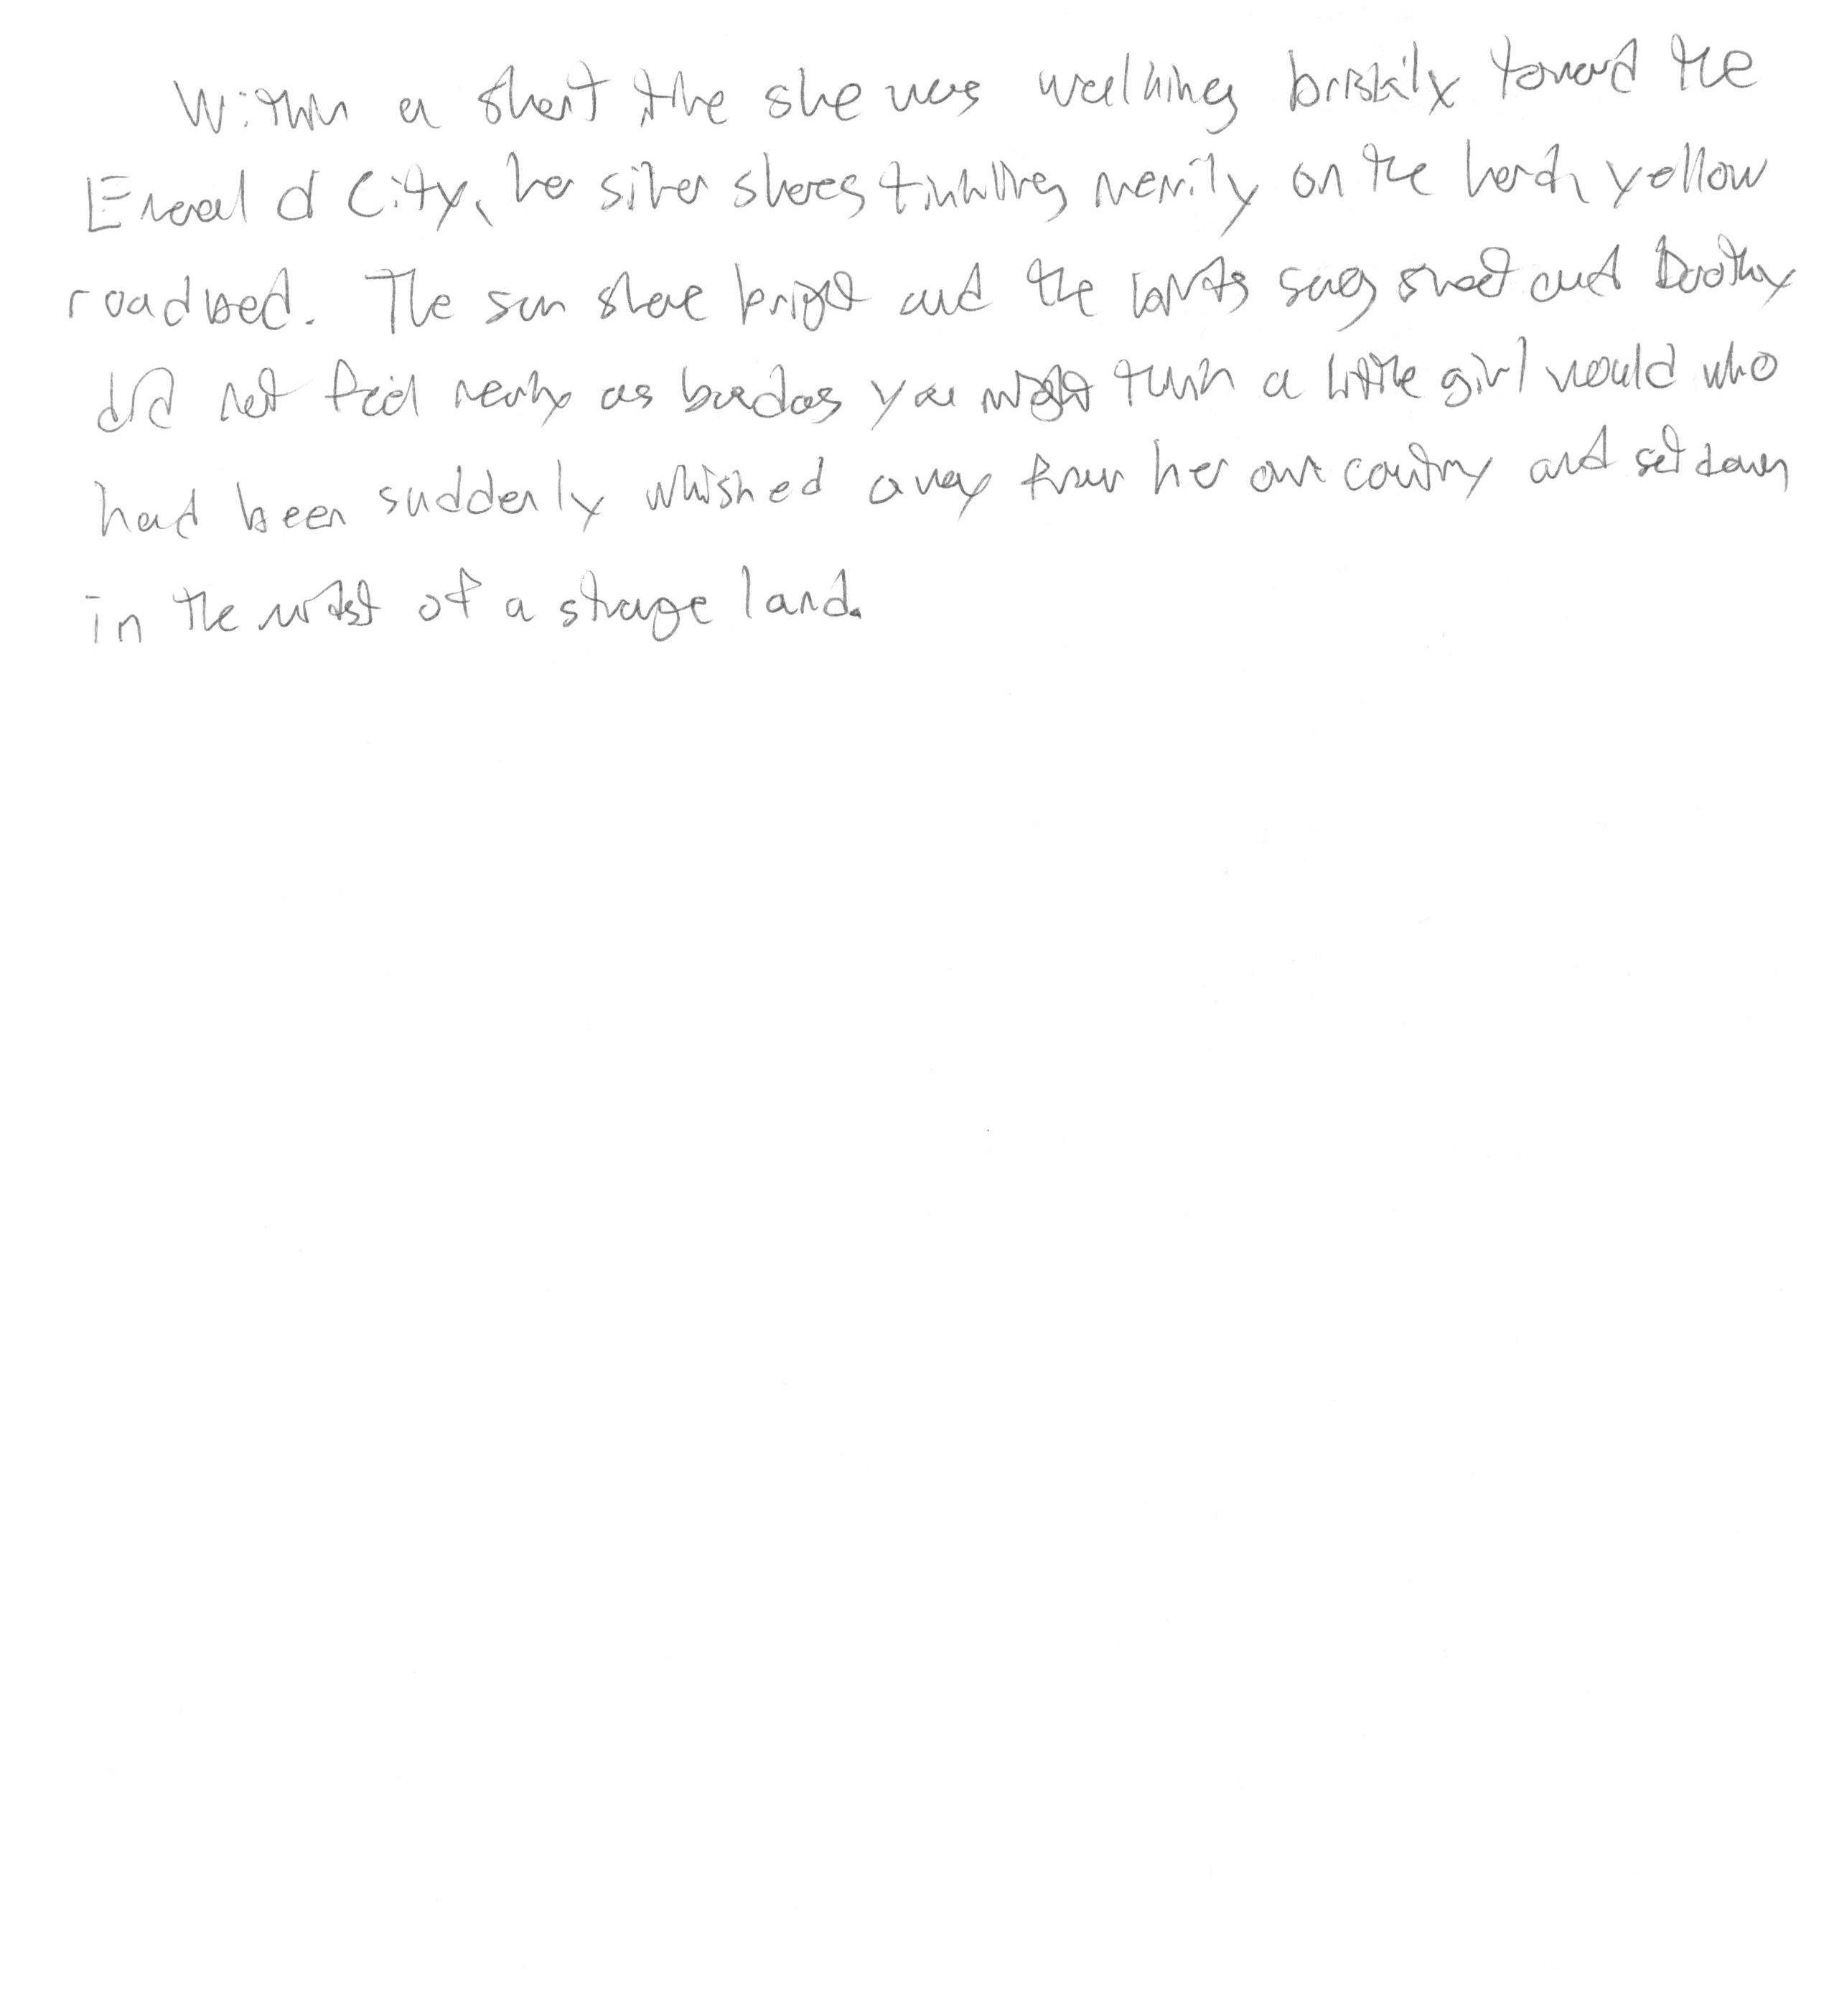 Within a short time she was walking briskily toward the
Emerald City, her silver shoes tinkling merrily on the hard, yellow
roadbed. The sun shone bright and the birds sang sweet and Dorothy
did not feel nearly as bad as you might think a little girl would who
had been suddenly whished away from her own country and set down
in the midst of a strange land.